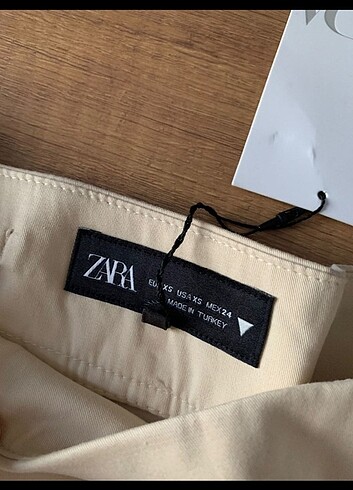 ZARA
EUR XS USA XS MEX 24
MADE IN TURKEY